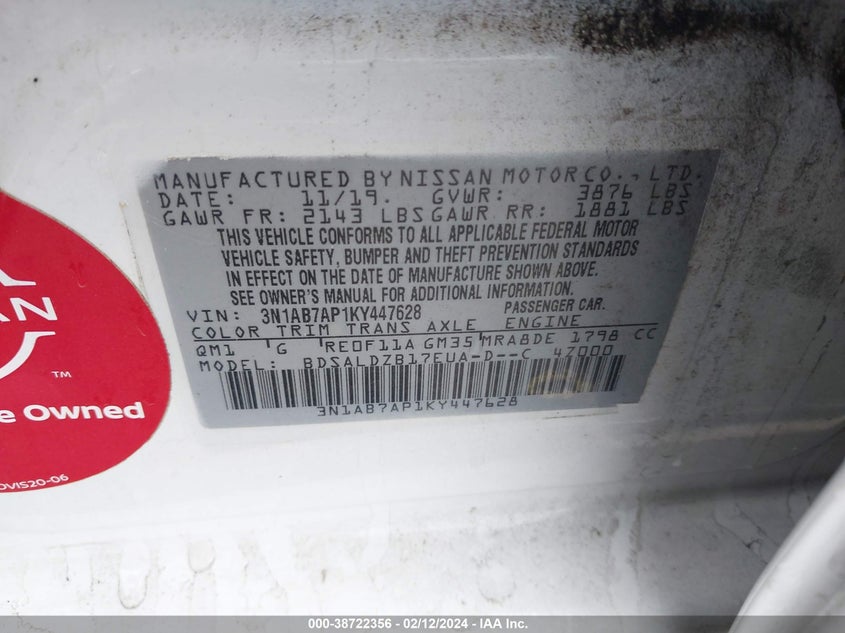 MANUFACTURED BY NISSAN MOTOR CO., LTD.
DATE: 11/19. GVWR: 3876 LBS
GAWR FR: 2143 LBS GAWR RR: 1881 LBS
THIS VEHICLE CONFORMS TO ALL APPLICABLE FEDERAL MOTOR
VEHICLE SAFETY, BUMPER AND THEFT PREVENTION STANDARDS
IN EFFECT ON THE DATE OF MANUFACTURE SHOWN ABOVE.
SEE OWNER'S MANUAL FOR ADDITIONAL INFORMATION.
VIN: 3N1AB7AP1KY447628 PASSENGER CAR.
COLOR TRIM TRANS AXLE ENGINE
QM1 'G 'RE0F11A GM35'MRA8DE 1798 CC
MODEL: BDSALDZB17EUA-D--C 47000
3N1AB7AP1KY447628
AN
TM
e Owned
OVIS20-06
000-38722356 - 02/12/2024 - IAA Inc.